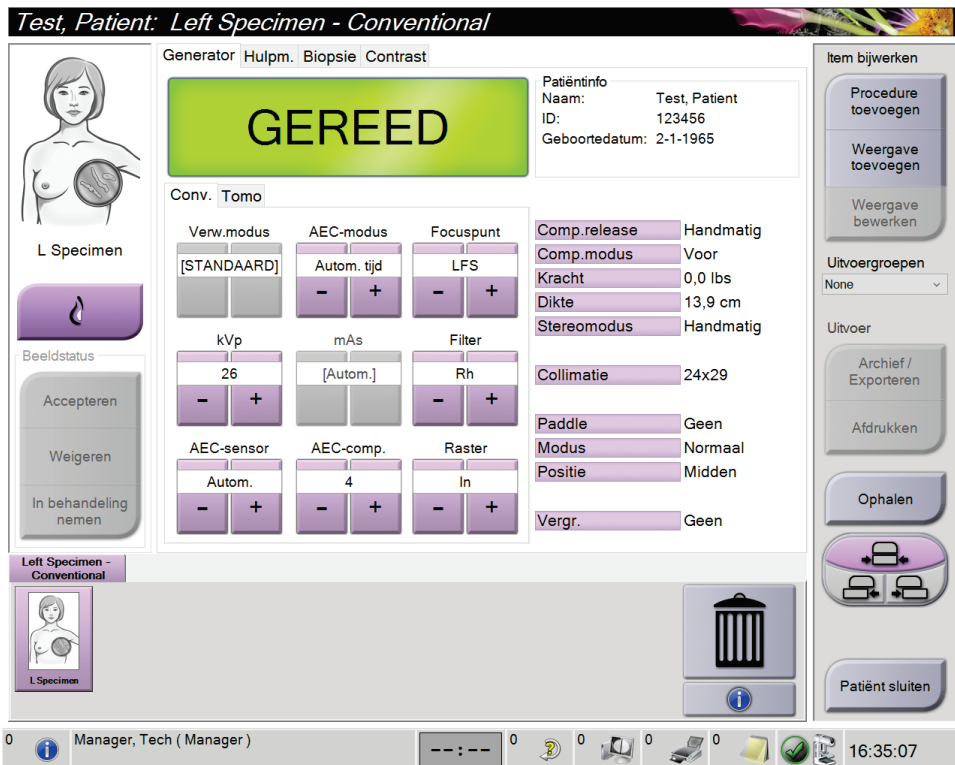 Test, Patient: Left Specimen - Conventional
L Specimen
Beeldstatus
Accepteren
Weigeren
In behandeling
nemen
Generator Hulpm. Biopsie Contrast
GEREED
Patiëntinfo
Naam: Test, Patient
ID: 123456
Geboortedatum: 2-1-1965
Conv. Tomo
Verw.modus AEC-modus Focuspunt
[STANDAARD] Autom. tijd LFS
- + - +
kVp mAs Filter
26 [Autom.] Rh
- + - +
AEC-sensor AEC-comp. Raster
Autom. 4 In
- + - + - +
Comp.release Handmatig
Comp.modus Voor
Kracht 0,0 lbs
Dikte 13,9 cm
Stereomodus Handmatig
Collimatie 24x29
Paddle Geen
Modus Normaal
Positie Midden
Vergr. Geen
Item bijwerken
Procedure
toevoegen
Weergave
toevoegen
Weergave
bewerken
Uitvoergroepen
None
Uitvoer
Archief /
Exporteren
Afdrukken
Ophalen
Patiënt sluiten
Left Specimen -
Conventional
L Specimen
0 Manager, Tech ( Manager ) --:-- 0 0 0 0 16:35:07